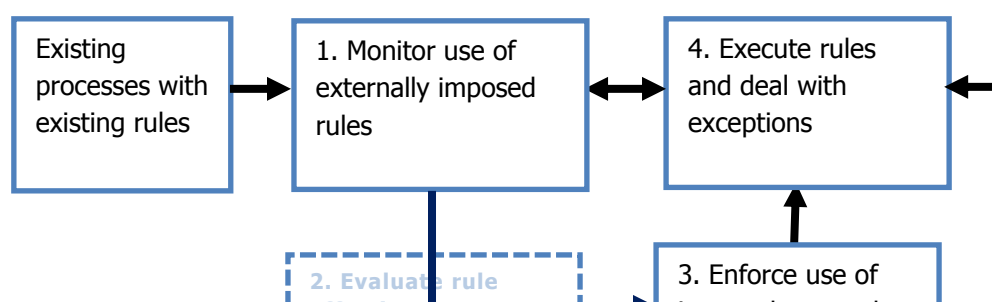 Existing
processes with
existing rules
1. Monitor use of
externally imposed
rules
4. Execute rules
and deal with
exceptions
2. Evaluate rule
3. Enforce use of